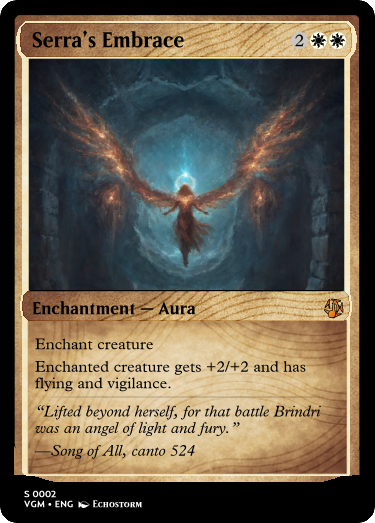 Serra's Embrace 2
Enchantment — Aura
Enchant creature
Enchanted creature gets +2/+2 and has
flying and vigilance.
“Lifted beyond herself, for that battle Brindri
was an angel of light and fury.”
—Song of All, canto 524
S 0002
VGM • ENG Echostorm